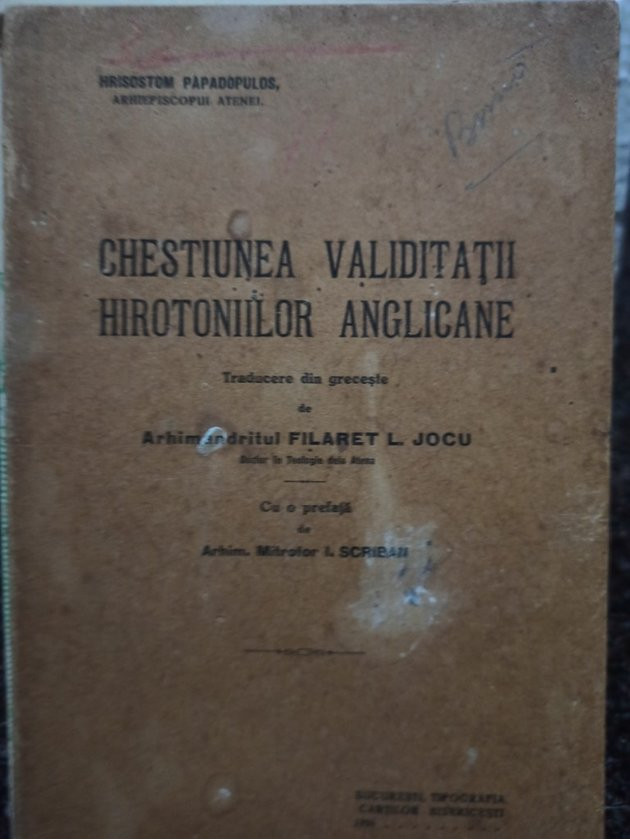 HRISOSTOM PAPADOPULOS,
ARHIEPISCOPUL ATENEI.
CHESTIUNEA VALIDITAŢII
HIROTONIILOR ANGLICANE
Traducere din greceşte
de
Arhimandritul FILARET L. JOCU
Doctor în Teologie dela Atena
Cu o prefaţă
de
Arhim. Mitrofor I. SCRIBAN
BUCUREŞTI, TIPOGRAFIA
CĂRŢILOR BISERICEŞTI